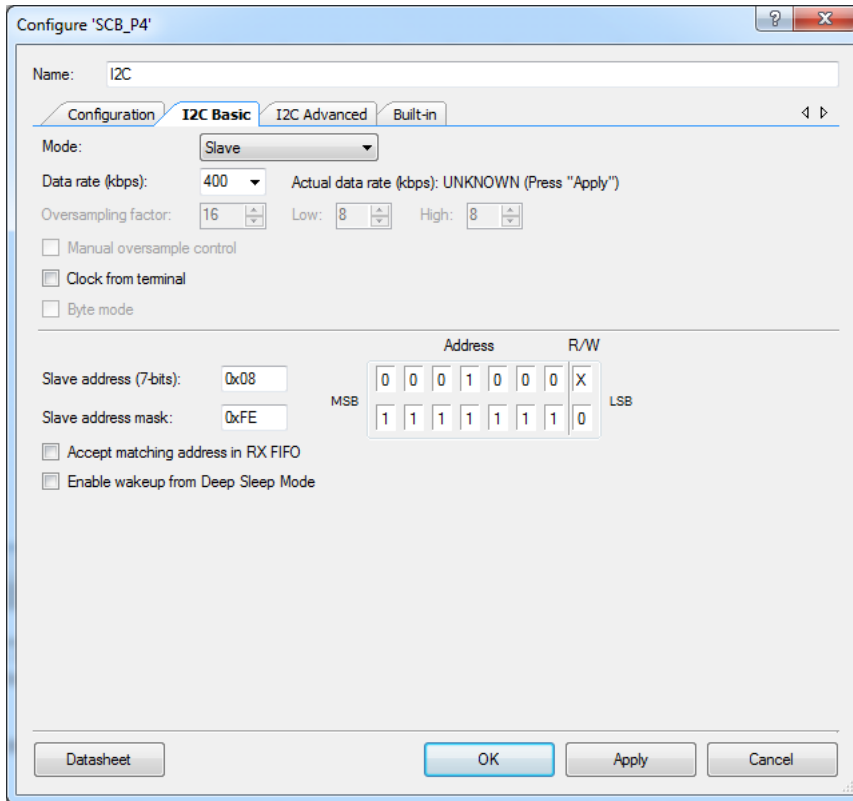 Configure 'SCB_P4'
Name: I2C
Configuration I2C Basic I2C Advanced Built-in
Mode: Slave
Data rate (kbps): 400 Actual data rate (kbps): UNKNOWN (Press "Apply")
Oversampling factor: 16 Low: 8 High: 8
Manual oversample control
Clock from terminal
Byte mode
Address R/W
Slave address (7-bits): 0x08 0 0 0 1 0 0 0 X
MSB LSB
Slave address mask: 0xFE 1 1 1 1 1 1 1 0
Accept matching address in RX FIFO
Enable wakeup from Deep Sleep Mode
Datasheet OK Apply Cancel